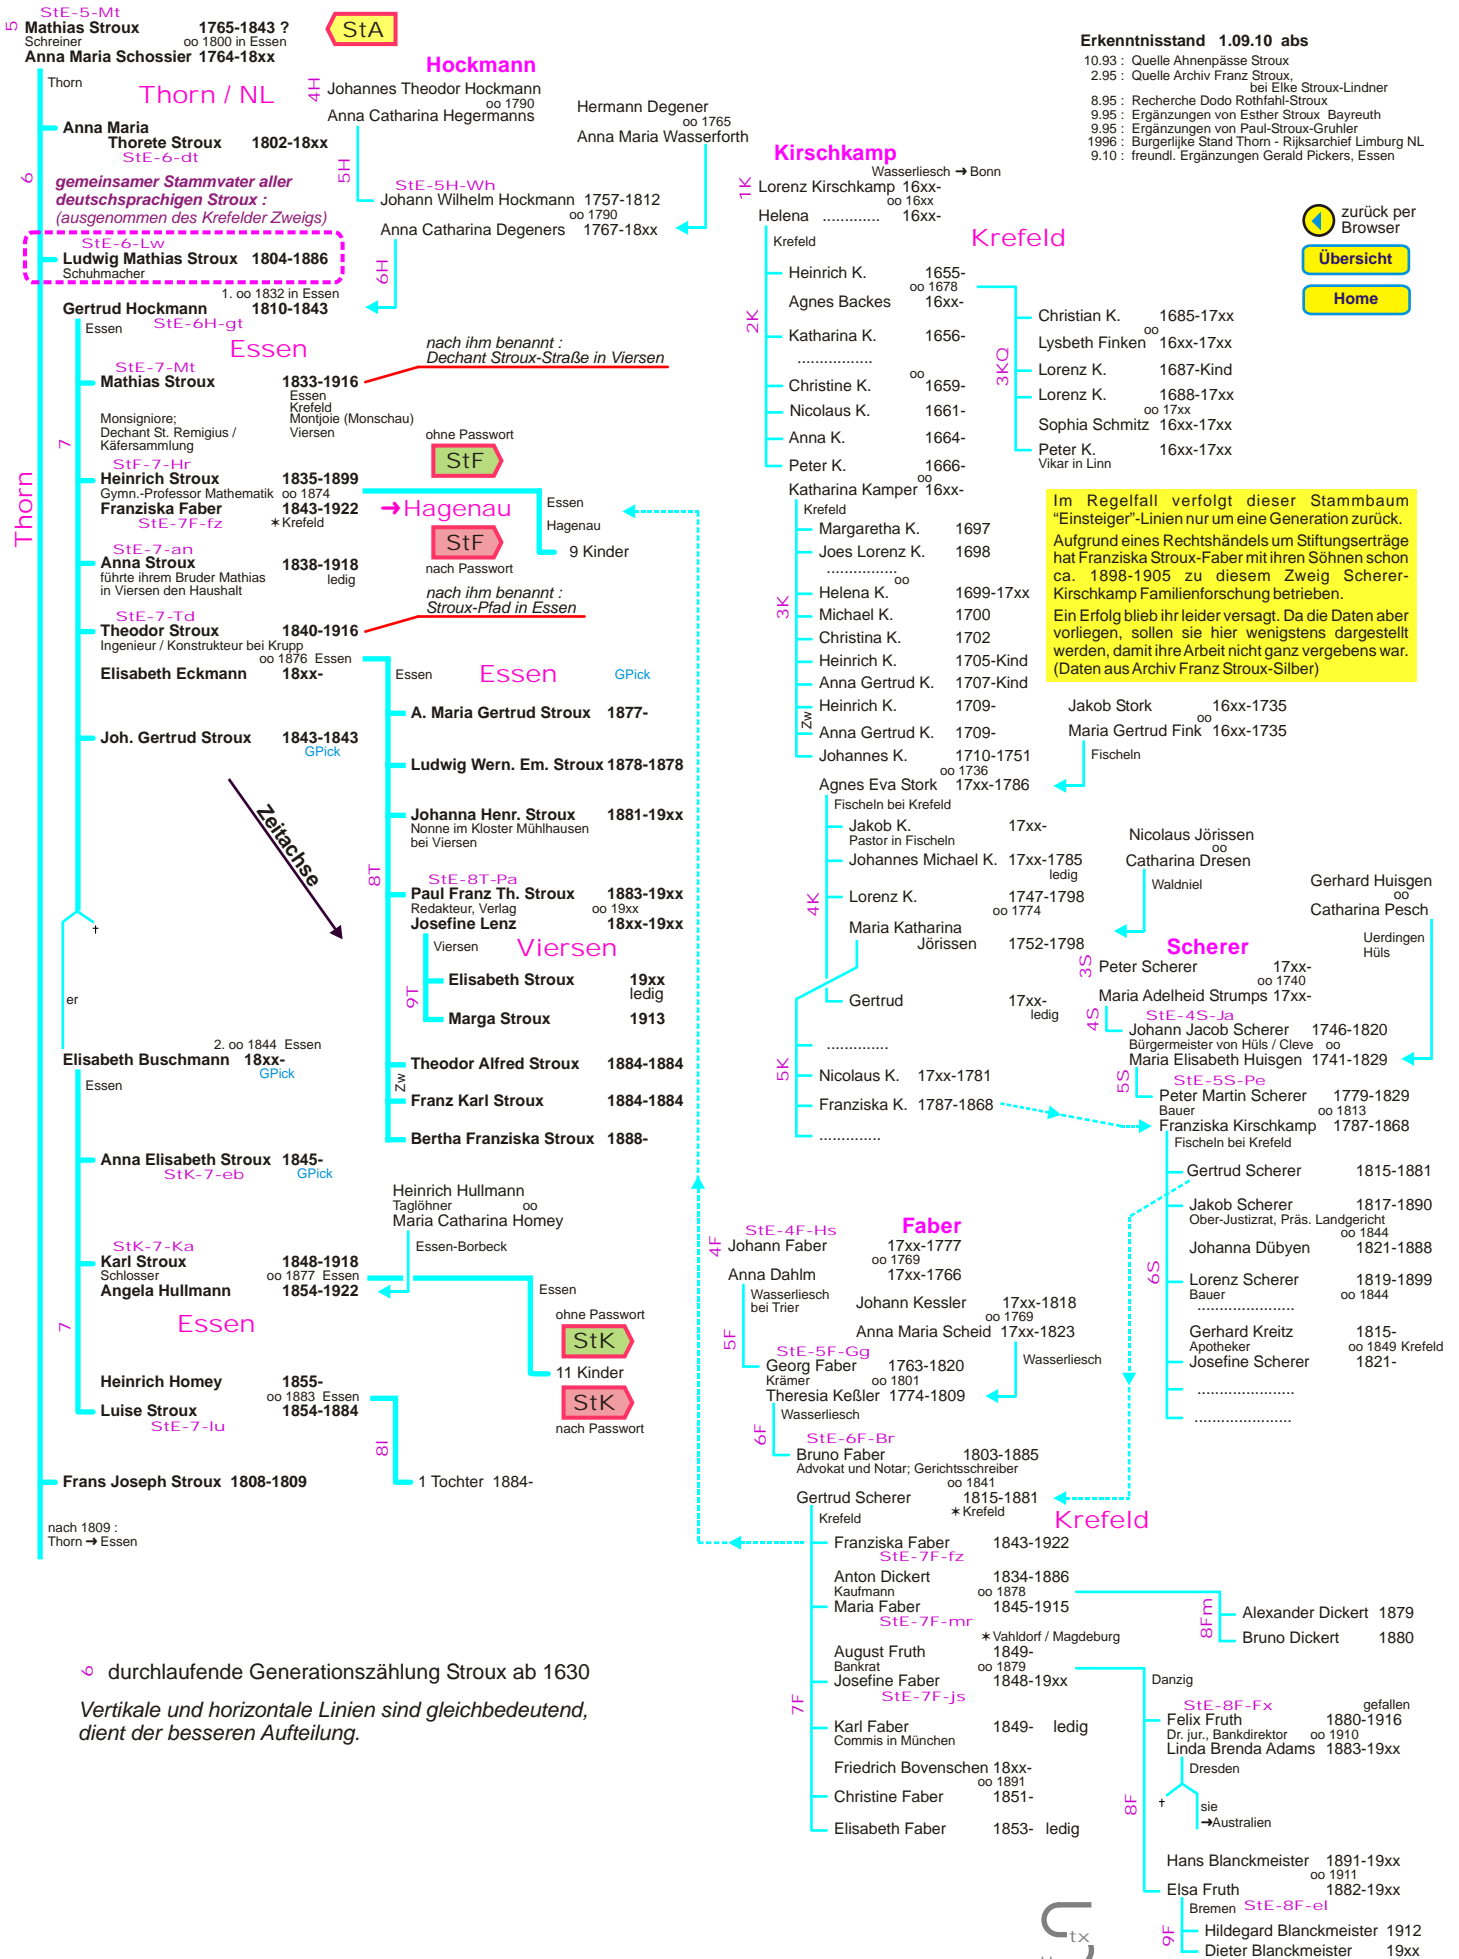 StE-5-Mt
5
Mathias Stroux 1765-1843 ?
Schreiner oo 1800 in Essen
Anna Maria Schossier 1764-18xx
StA
Thorn
Thorn / NL
Anna Maria
Thorete Stroux 1802-18xx
StE-6-dt
6
gemeinsamer Stammvater aller
deutschsprachigen Stroux :
(ausgenommen des Krefelder Zweigs)
StE-6-Lw
Ludwig Mathias Stroux 1804-1886
Schuhmacher
1. oo 1832 in Essen
Gertrud Hockmann 1810-1843
StE-6H-gt
Essen
Essen
StE-7-Mt
Mathias Stroux 1833-1916
Essen
Krefeld
Monsigniore; Montjoie (Monschau)
Dechant St. Remigius / Viersen
Käfersammlung
nach ihm benannt :
Dechant Stroux-Straße in Viersen
7
StF-7-Hr
Heinrich Stroux 1835-1899
Gymn.-Professor Mathematik oo 1874
Franziska Faber 1843-1922
StE-7F-fz ✶Krefeld
ohne Passwort
StF
➔Hagenau
StF
nach Passwort
Essen
Hagenau
9 Kinder
Thorn
StE-7-an
Anna Stroux 1838-1918
führte ihrem Bruder Mathias ledig
in Viersen den Haushalt
nach ihm benannt :
Stroux-Pfad in Essen
StE-7-Td
Theodor Stroux 1840-1916
Ingenieur / Konstrukteur bei Krupp
oo 1876 Essen
Elisabeth Eckmann 18xx-
Joh. Gertrud Stroux 1843-1843
GPick
Zeitachse
†
er
2. oo 1844 Essen
Elisabeth Buschmann 18xx-
GPick
Essen
Anna Elisabeth Stroux 1845-
StK-7-eb GPick
StK-7-Ka
Karl Stroux 1848-1918
Schlosser oo 1877 Essen
Angela Hullmann 1854-1922
7
Essen
Heinrich Homey 1855-
oo 1883 Essen
Luise Stroux 1854-1884
StE-7-lu
8l
1 Tochter 1884-
Frans Joseph Stroux 1808-1809
nach 1809 :
Thorn ➔ Essen
Hockmann
4H
Johannes Theodor Hockmann
oo 1790
Anna Catharina Hegermanns
Hermann Degener
oo 1765
Anna Maria Wasserforth
5H
StE-5H-Wh
Johann Wilhelm Hockmann 1757-1812
oo 1790
Anna Catharina Degeners 1767-18xx
6H
Essen
Essen
GPick
A. Maria Gertrud Stroux 1877-
Ludwig Wern. Em. Stroux 1878-1878
Johanna Henr. Stroux 1881-19xx
Nonne im Kloster Mühlhausen
bei Viersen
8T
StE-8T-Pa
Paul Franz Th. Stroux 1883-19xx
Redakteur, Verlag oo 19xx
Josefine Lenz 18xx-19xx
Viersen
Viersen
9T
Elisabeth Stroux 19xx
ledig
Marga Stroux 1913
Theodor Alfred Stroux 1884-1884
Zw
Franz Karl Stroux 1884-1884
Bertha Franziska Stroux 1888-
Heinrich Hullmann
Taglöhner oo
Maria Catharina Homey
Essen-Borbeck
Essen
ohne Passwort
StK
11 Kinder
StK
nach Passwort
Kirschkamp
Wasserliesch ➔ Bonn
1K
Lorenz Kirschkamp 16xx-
oo 16xx
Helena ............. 16xx-
Krefeld
Krefeld
2K
Heinrich K. 1655-
oo 1678
Agnes Backes 16xx-
Katharina K. 1656-
..................
oo
Christine K. 1659-
Nicolaus K. 1661-
Anna K. 1664-
Peter K. 1666-
oo
Katharina Kamper 16xx-
3KQ
Christian K. 1685-17xx
oo
Lysbeth Finken 16xx-17xx
Lorenz K. 1687-Kind
Lorenz K. 1688-17xx
oo 17xx
Sophia Schmitz 16xx-17xx
Peter K. 16xx-17xx
Vikar in Linn
Krefeld
3K
Margaretha K. 1697
Joes Lorenz K. 1698
................
oo
Helena K. 1699-17xx
Michael K. 1700
Christina K. 1702
Heinrich K. 1705-Kind
Anna Gertrud K. 1707-Kind
Heinrich K. 1709-
Zw
Anna Gertrud K. 1709-
Johannes K. 1710-1751
oo 1736
Agnes Eva Stork 17xx-1786
Jakob Stork 16xx-1735
oo
Maria Gertrud Fink 16xx-1735
Fischeln
Fischeln bei Krefeld
4K
Jakob K. 17xx-
Pastor in Fischeln
Johannes Michael K. 17xx-1785
ledig
Lorenz K. 1747-1798
oo 1774
Maria Katharina
Jörissen 1752-1798
Gertrud 17xx-
ledig
Nicolaus Jörissen
oo
Catharina Dresen
Waldniel
5K
..............
Nicolaus K. 17xx-1781
Franziska K. 1787-1868
..............
Erkenntnisstand 1.09.10 abs
10.93 : Quelle Ahnenpässe Stroux
2.95 : Quelle Archiv Franz Stroux,
bei Elke Stroux-Lindner
8.95 : Recherche Dodo Rothfahl-Stroux
9.95 : Ergänzungen von Esther Stroux Bayreuth
9.95 : Ergänzungen von Paul-Stroux-Gruhler
1996 : Burgerlijke Stand Thorn - Rijksarchief Limburg NL
9.10 : freundl. Ergänzungen Gerald Pickers, Essen
zurück per
Browser
Übersicht
Home
Im Regelfall verfolgt dieser Stammbaum
“Einsteiger”-Linien nur um eine Generation zurück.
Aufgrund eines Rechtshändels um Stiftungserträge
hat Franziska Stroux-Faber mit ihren Söhnen schon
ca. 1898-1905 zu diesem Zweig Scherer-
Kirschkamp Familienforschung betrieben.
Ein Erfolg blieb ihr leider versagt. Da die Daten aber
vorliegen, sollen sie hier wenigstens dargestellt
werden, damit ihre Arbeit nicht ganz vergebens war.
(Daten aus Archiv Franz Stroux-Silber)
Gerhard Huisgen
oo
Catharina Pesch
Uerdingen
Hüls
Scherer
3S
Peter Scherer 17xx-
oo 1740
Maria Adelheid Strumps 17xx-
4S
StE-4S-Ja
Johann Jacob Scherer 1746-1820
Bürgermeister von Hüls / Cleve oo
Maria Elisabeth Huisgen 1741-1829
5S
StE-5S-Pe
Peter Martin Scherer 1779-1829
Bauer oo 1813
Franziska Kirschkamp 1787-1868
Fischeln bei Krefeld
6S
Gertrud Scherer 1815-1881
Jakob Scherer 1817-1890
Ober-Justizrat, Präs. Landgericht
oo 1844
Johanna Dübyen 1821-1888
Lorenz Scherer 1819-1899
Bauer oo 1844
......................
Gerhard Kreitz 1815-
Apotheker oo 1849 Krefeld
Josefine Scherer 1821-
......................
......................
Faber
4F
StE-4F-Hs
Johann Faber 17xx-1777
oo 1769
Anna Dahlm 17xx-1766
Wasserliesch
bei Trier
Johann Kessler 17xx-1818
oo 1769
Anna Maria Scheid 17xx-1823
Wasserliesch
5F
StE-5F-Gg
Georg Faber 1763-1820
Krämer oo 1801
Theresia Keßler 1774-1809
Wasserliesch
6F
StE-6F-Br
Bruno Faber 1803-1885
Advokat und Notar; Gerichtsschreiber
oo 1841
Gertrud Scherer 1815-1881
✶Krefeld
Krefeld
Krefeld
7F
Franziska Faber 1843-1922
StE-7F-fz
Anton Dickert 1834-1886
Kaufmann oo 1878
Maria Faber 1845-1915
StE-7F-mr
8Fm
Alexander Dickert 1879
Bruno Dickert 1880
✶Vahldorf / Magdeburg
August Fruth 1849-
Bankrat oo 1879
Josefine Faber 1848-19xx
StE-7F-js
Karl Faber 1849- ledig
Commis in München
Friedrich Bovenschen 18xx-
oo 1891
Christine Faber 1851-
Elisabeth Faber 1853- ledig
Danzig
8F
StE-8F-Fx gefallen
Felix Fruth 1880-1916
Dr. jur., Bankdirektor oo 1910
Linda Brenda Adams 1883-19xx
Dresden
†
sie
➔Australien
Hans Blanckmeister 1891-19xx
oo 1911
Elsa Fruth 1882-19xx
Bremen StE-8F-el
9F
Hildegard Blanckmeister 1912
Dieter Blanckmeister 19xx
6 durchlaufende Generationszählung Stroux ab 1630
Vertikale und horizontale Linien sind gleichbedeutend,
dient der besseren Aufteilung.
tx